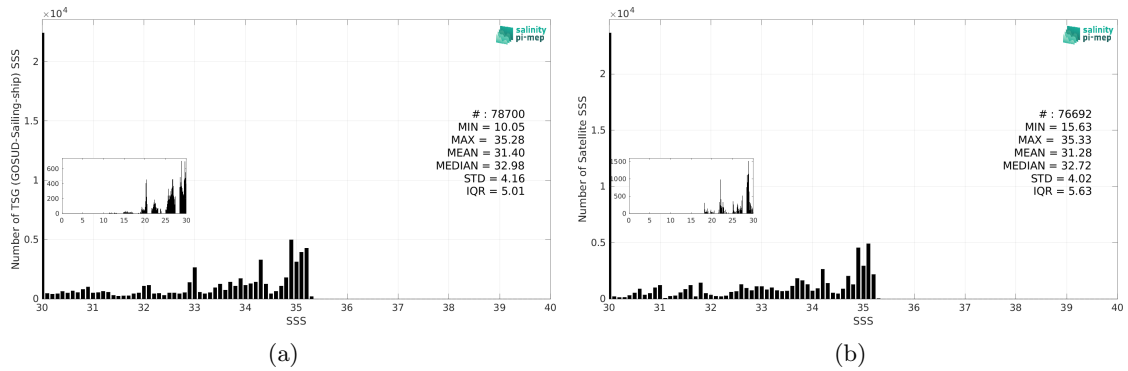 ×10⁴
salinity
pi-mep
Number of TSG (GOSUD-Sailing-ship) SSS
2
1.5
1
0.5
0
# : 78700
MIN = 10.05
MAX = 35.28
MEAN = 31.40
MEDIAN = 32.98
STD = 4.16
IQR = 5.01
600
400
200
0
0 5 10 15 20 25 30
30 31 32 33 34 35 36 37 38 39 40
SSS
(a)
×10⁴
salinity
pi-mep
Number of Satellite SSS
2
1.5
1
0.5
0
# : 76692
MIN = 15.63
MAX = 35.33
MEAN = 31.28
MEDIAN = 32.72
STD = 4.02
IQR = 5.63
1500
1000
500
0
0 5 10 15 20 25 30
30 31 32 33 34 35 36 37 38 39 40
SSS
(b)